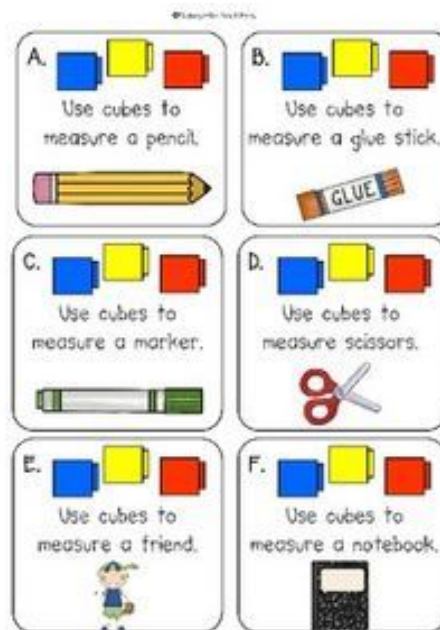 A.
Use cubes to
measure a pencil.
B.
Use cubes to
measure a glue stick.
GLUE
C.
Use cubes to
measure a marker.
D.
Use cubes to
measure scissors.
E.
Use cubes to
measure a friend.
F.
Use cubes to
measure a notebook.